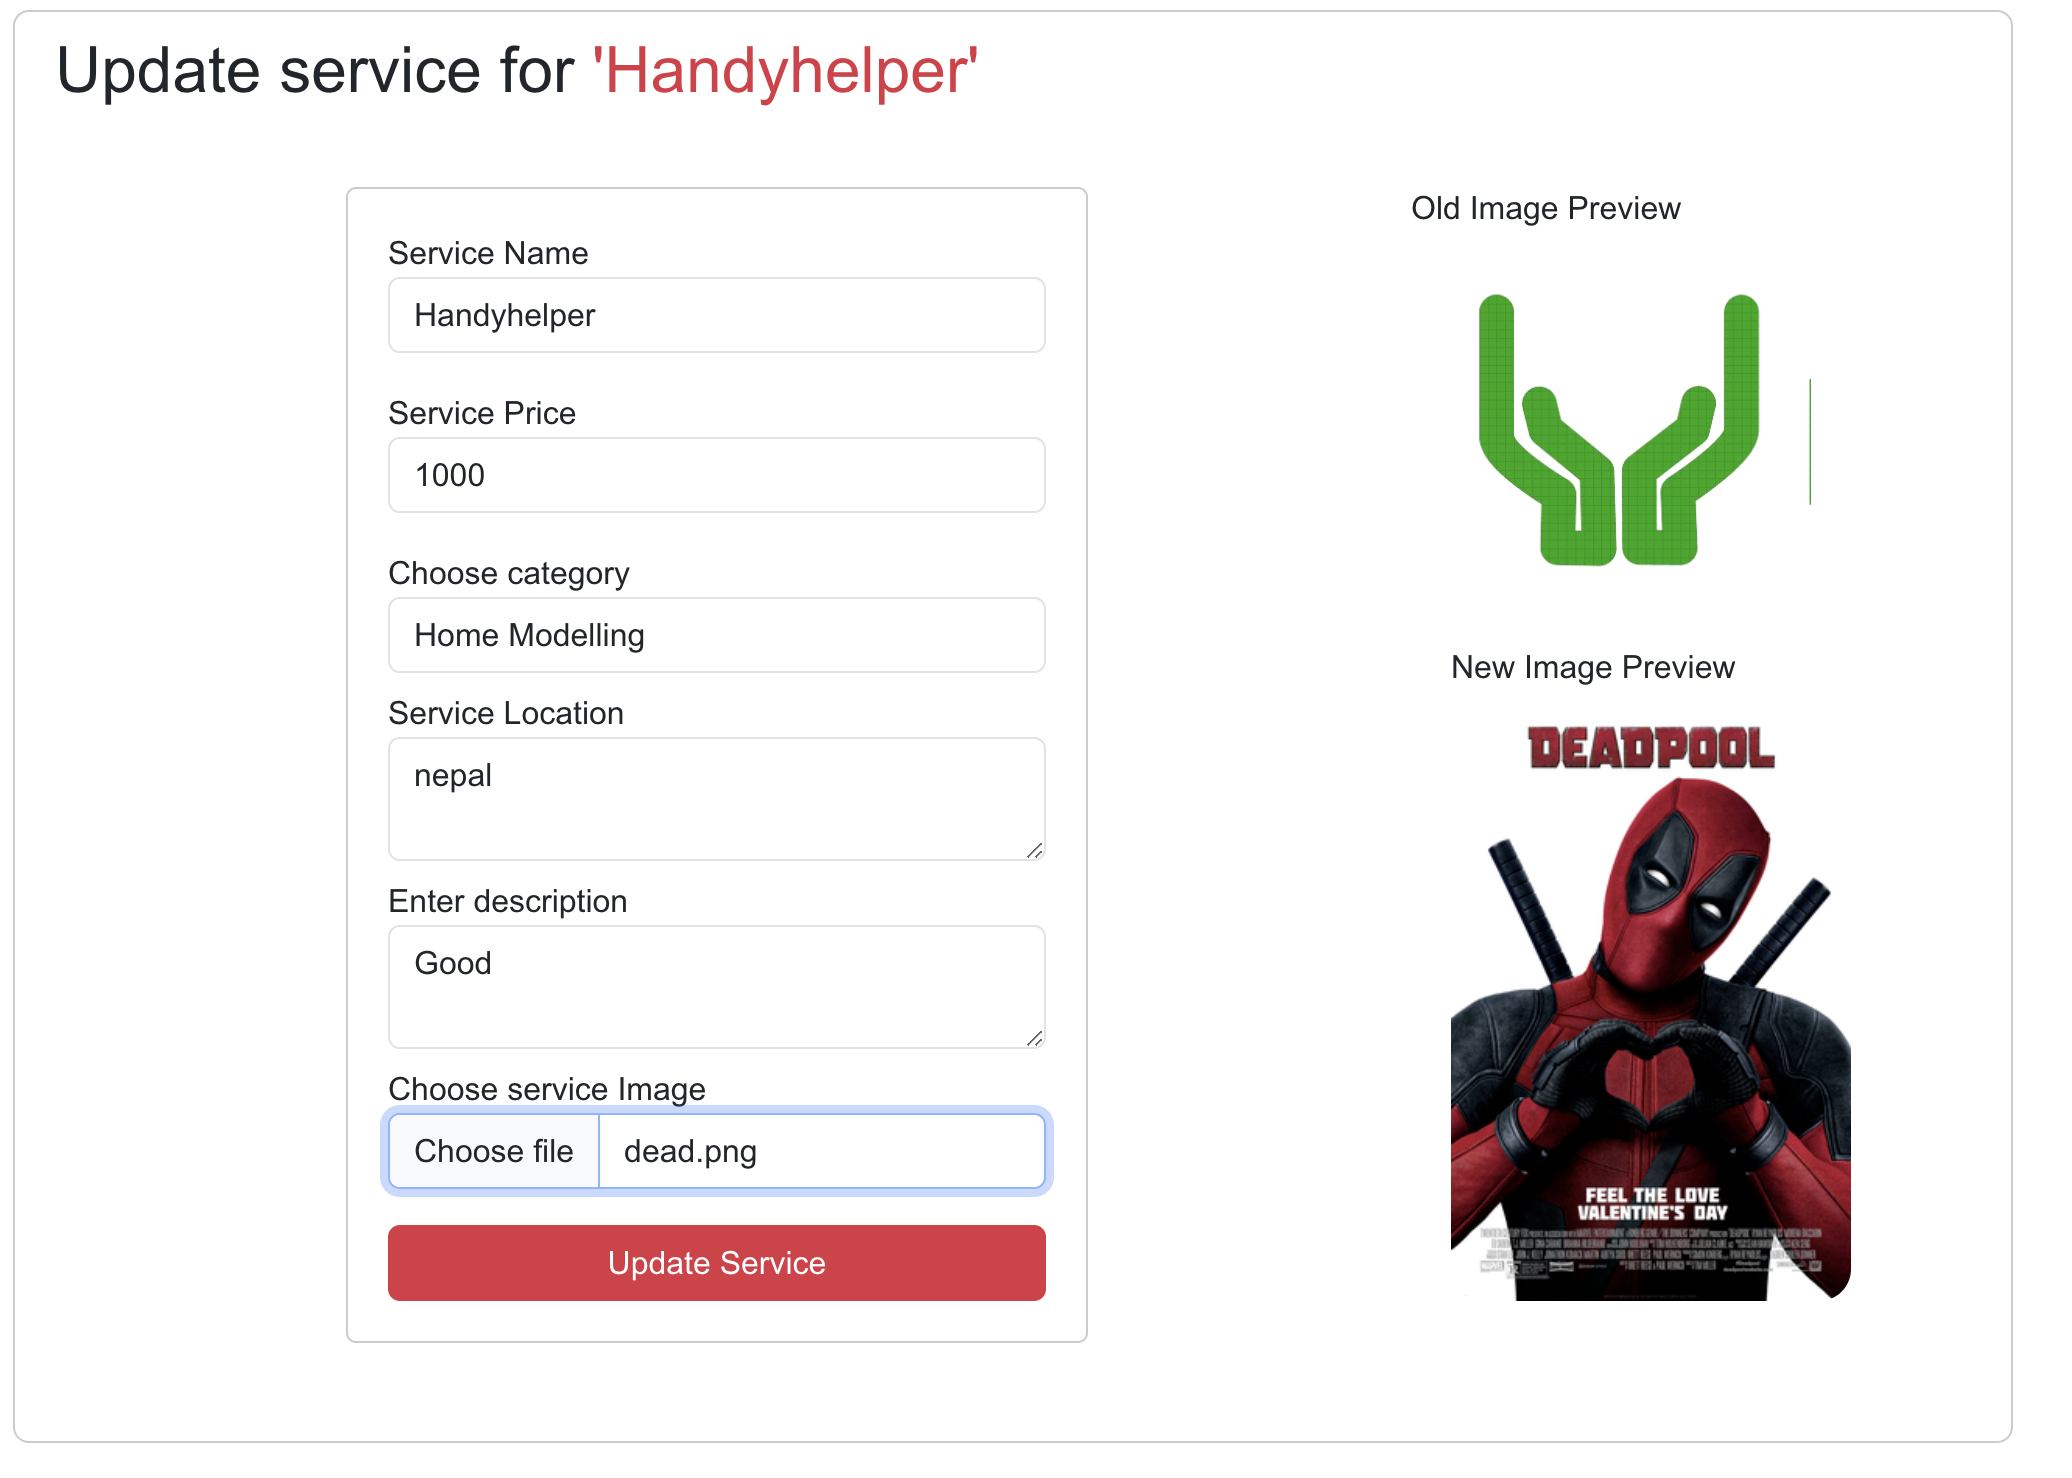 Update service for 'Handyhelper'
Service Name
Handyhelper
Service Price
1000
Choose category
Home Modelling
Service Location
nepal
Enter description
Good
Choose service Image
Choose file dead.png
Update Service
Old Image Preview
New Image Preview
DEADPOOL
FEEL THE LOVE
VALENTINE'S DAY
MARVEL